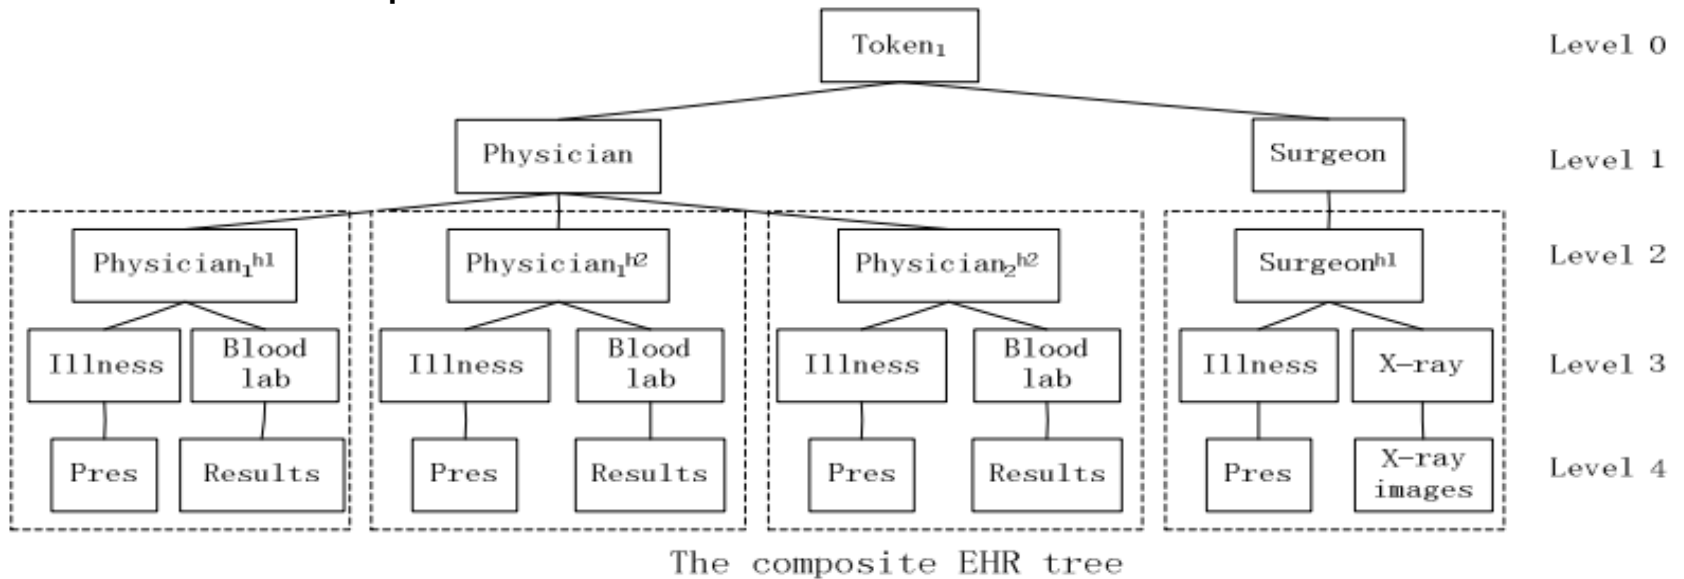 Token₁ Level 0
Physician Surgeon Level 1
Physician₁ʰ¹ Physician₁ʰ² Physician₂ʰ² Surgeonʰ¹ Level 2
Illness Blood lab Illness Blood lab Illness Blood lab Illness X-ray Level 3
Pres Results Pres Results Pres Results Pres X-ray images Level 4
The composite EHR tree